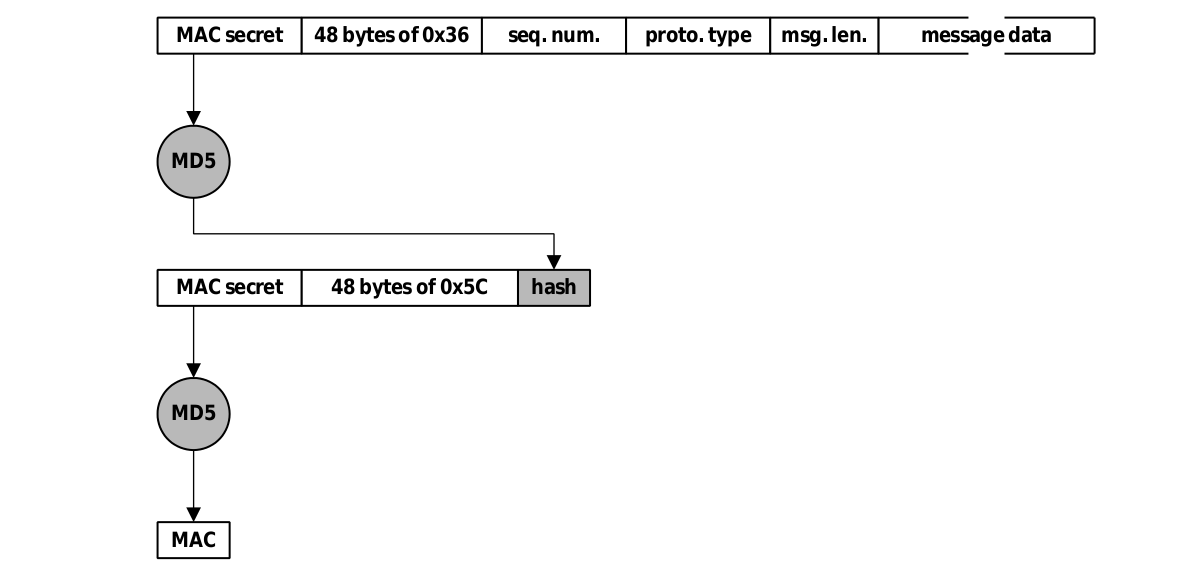 MAC secret 48 bytes of 0x36 seq. num. proto. type msg. len. message data
MD5
MAC secret 48 bytes of 0x5C hash
MD5
MAC